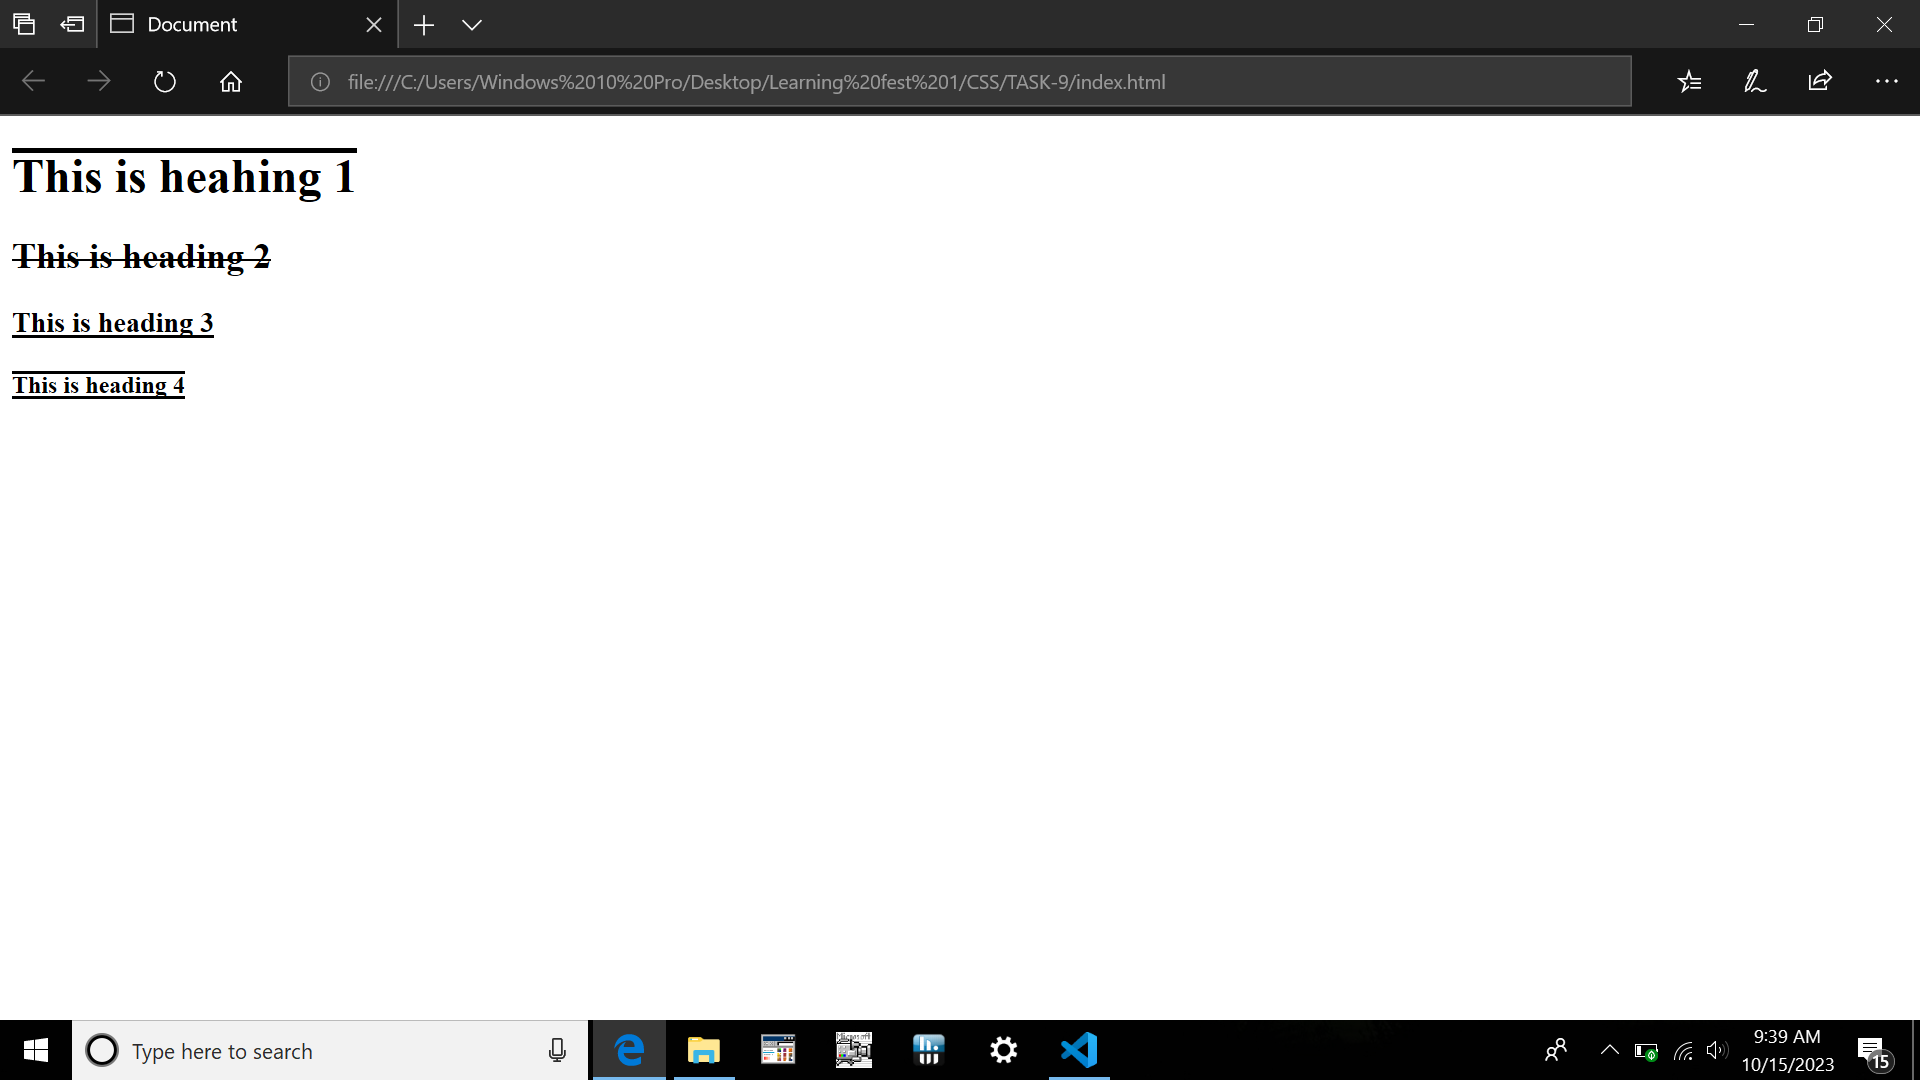 Document
file:///C:/Users/Windows%2010%20Pro/Desktop/Learning%20fest%201/CSS/TASK-9/index.html
This is heahing 1
This is heading 2
This is heading 3
This is heading 4
Type here to search
9:39 AM
10/15/2023
15